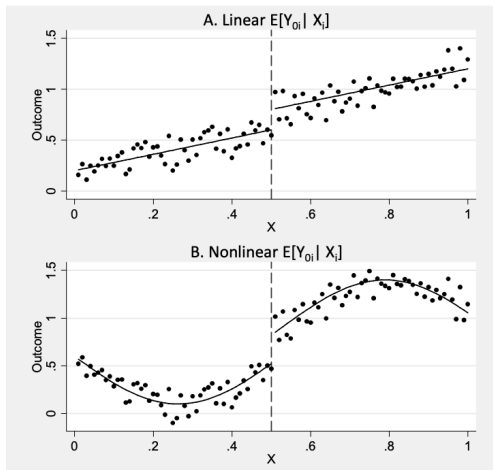 A. Linear E[Y0i| Xi]
1.5
1
.5
0
Outcome
0 .2 .4 .6 .8 1
X
B. Nonlinear E[Y0i| Xi]
1.5
1
.5
0
Outcome
0 .2 .4 .6 .8 1
X